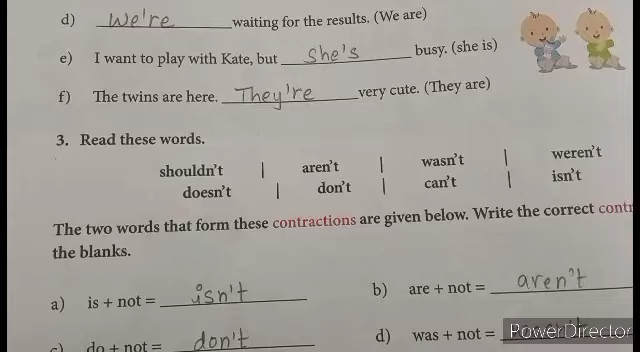 d) We're waiting for the results. (We are)
e) I want to play with Kate, but She's busy. (she is)
f) The twins are here. They're very cute. (They are)
3. Read these words.
shouldn't | aren't | wasn't | weren't
doesn't | don't | can't | isn't
The two words that form these contractions are given below. Write the correct
the blanks.
a) is + not = isn't
b) are + not = aren't
c) do + not = don't
d) was + not =
PowerDirector